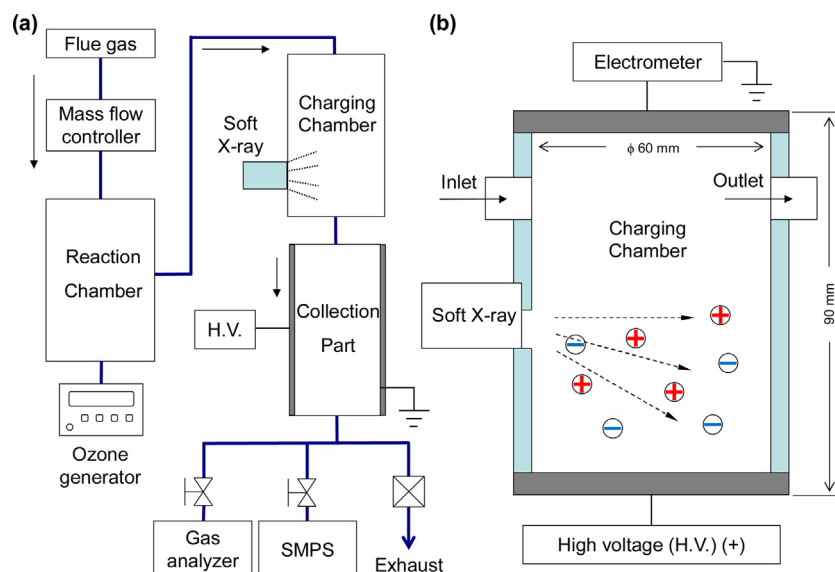 (a)
Flue gas
Mass flow
controller
Reaction
Chamber
Ozone
generator
Soft
X-ray
Charging
Chamber
H.V.
Collection
Part
Gas
analyzer
SMPS
Exhaust
(b)
Electrometer
ϕ 60 mm
Inlet
Outlet
Charging
Chamber
Soft X-ray
90 mm
High voltage (H.V.) (+)